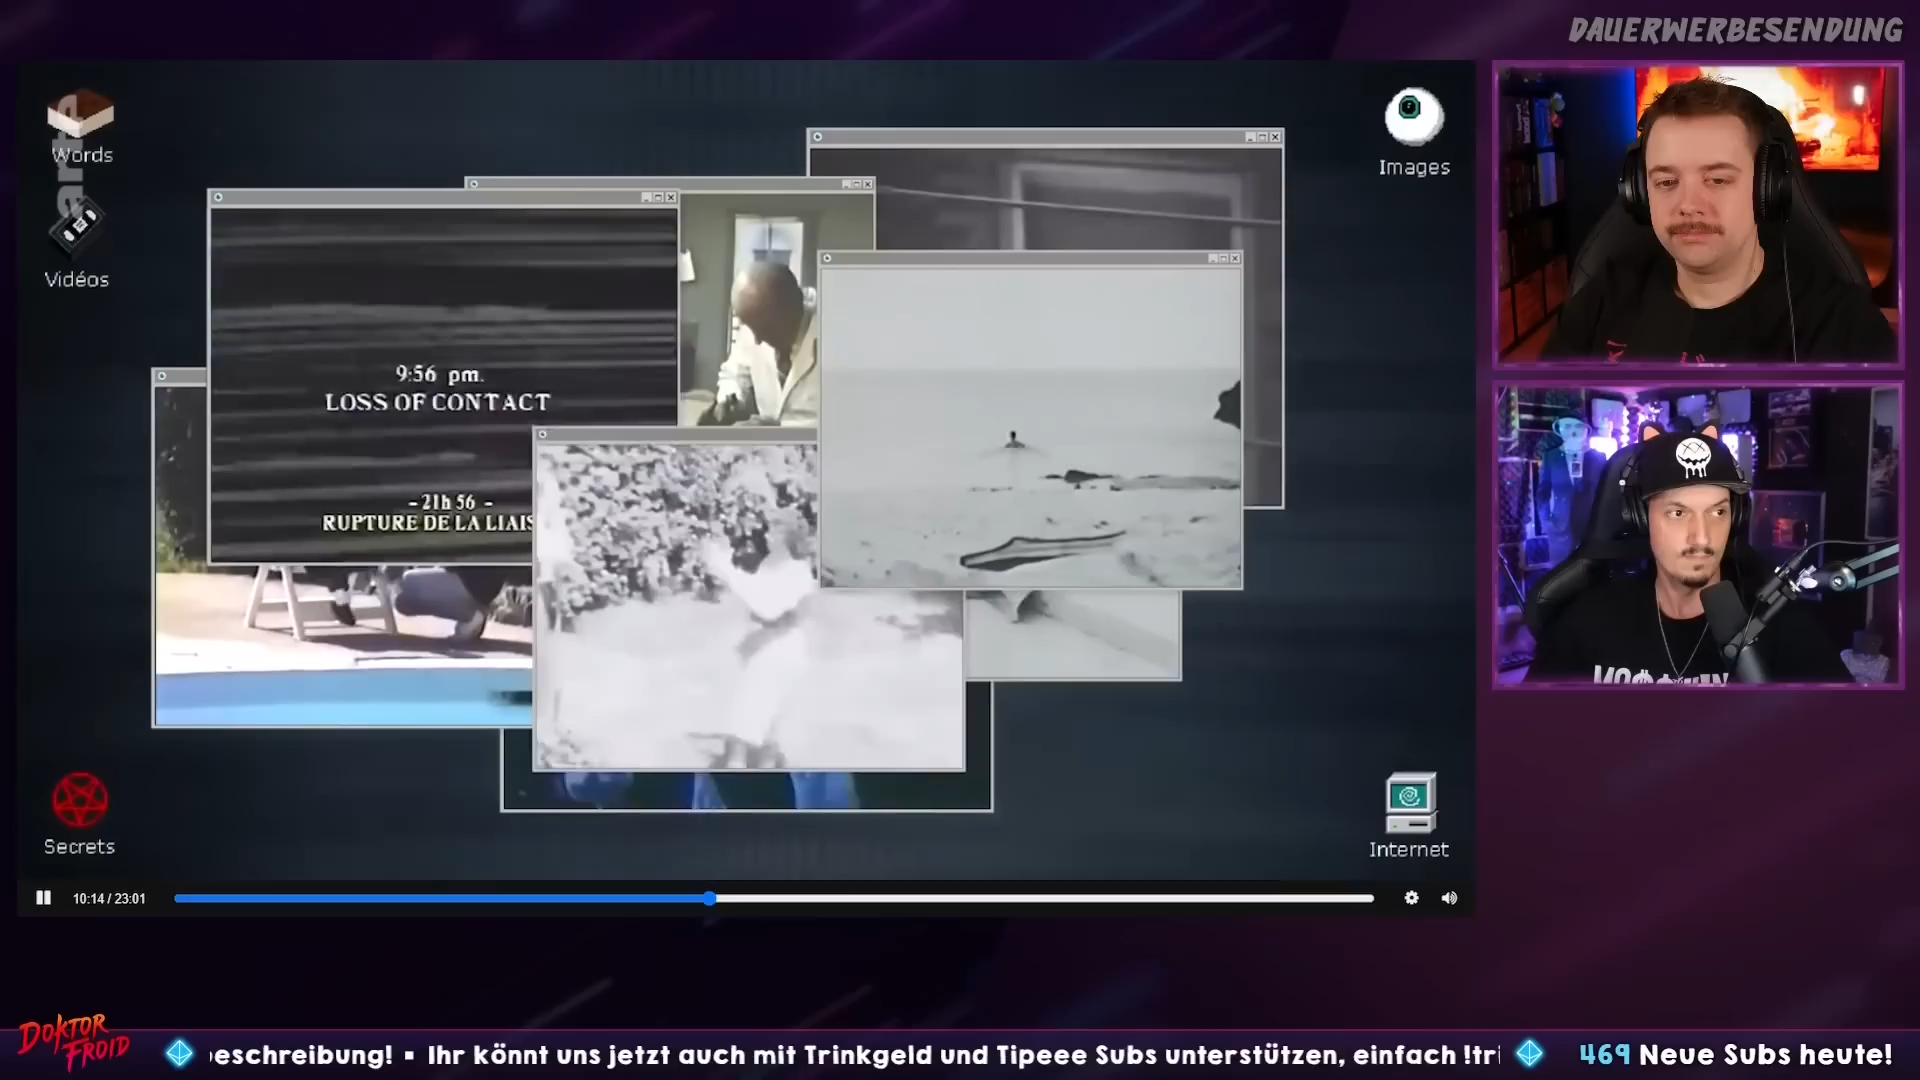 DAUERWERBESENDUNG
arte
Words
Images
Vidéos
9:56 pm.
LOSS OF CONTACT
- 21h 56 -
RUPTURE DE LA LIAIS
Secrets
Internet
10:14 / 23:01
DOKTOR FROID
eschreibung! ▪ Ihr könnt uns jetzt auch mit Trinkgeld und Tipeee Subs unterstützen, einfach !tri
469 Neue Subs heute!